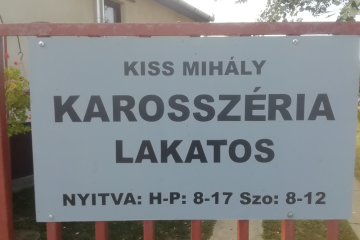 KISS MIHÁLY
KAROSSZÉRIA
LAKATOS
NYITVA: H-P: 8-17 Szo: 8-12